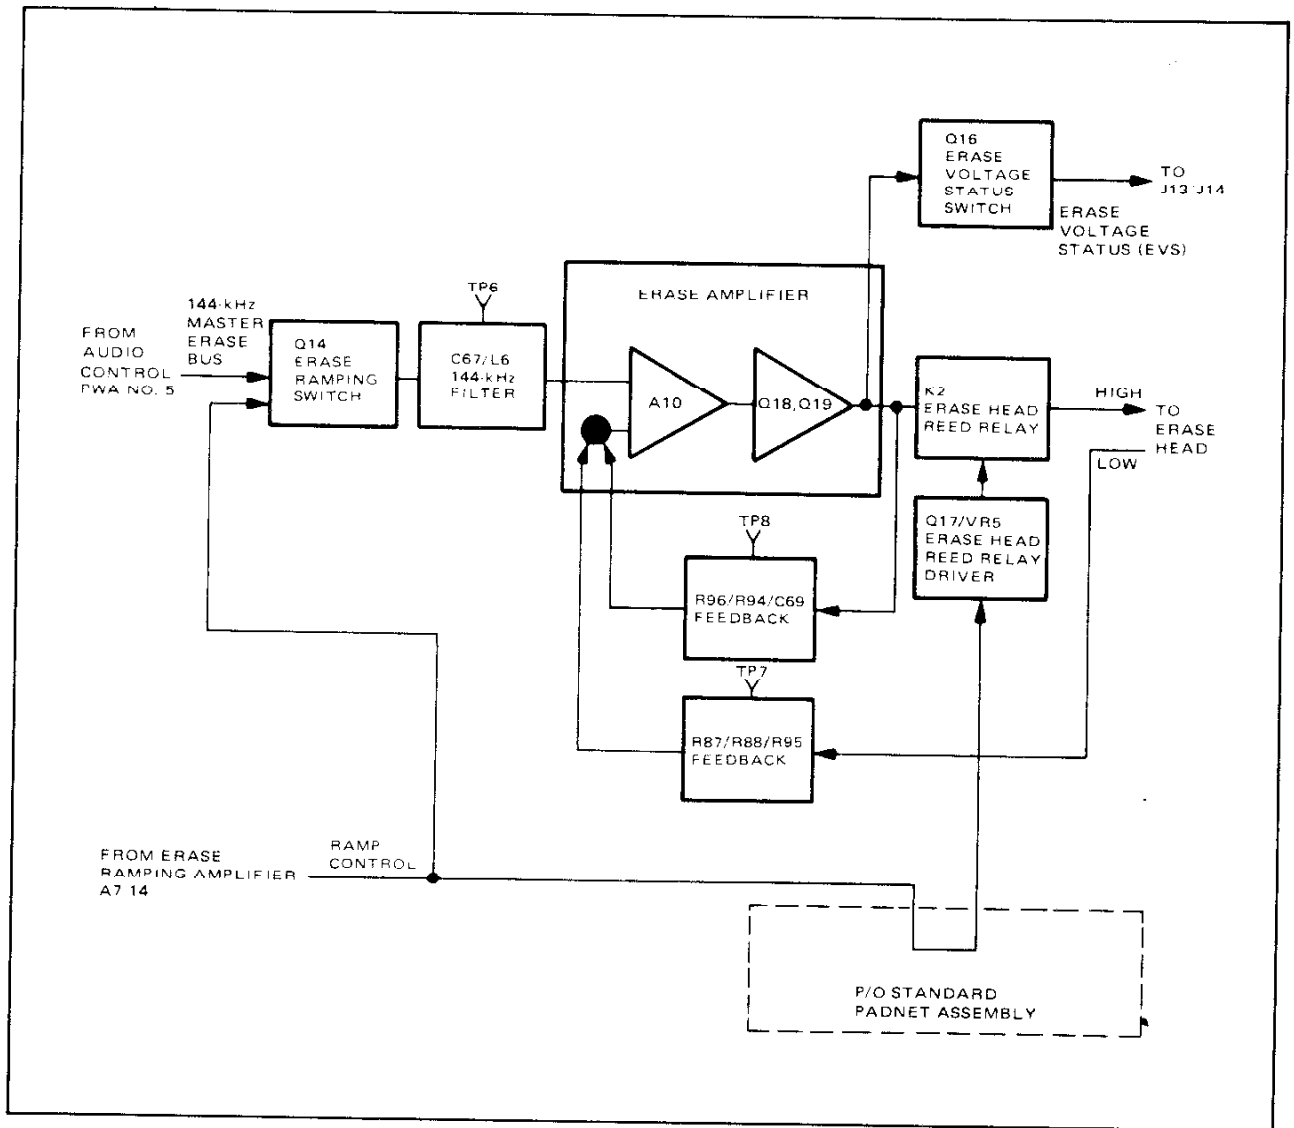 Q16
ERASE
VOLTAGE
STATUS
SWITCH
TO
J13 J14
ERASE
VOLTAGE
STATUS (EVS)
ERASE AMPLIFIER
TP6
144-kHz
MASTER
ERASE
BUS
FROM
AUDIO
CONTROL
PWA NO. 5
Q14
ERASE
RAMPING
SWITCH
C67/L6
144-kHz
FILTER
A10
Q18,Q19
K2
ERASE HEAD
REED RELAY
HIGH
TO
ERASE
HEAD
LOW
Q17/VR5
ERASE HEAD
REED RELAY
DRIVER
TP8
R96/R94/C69
FEEDBACK
TP7
R87/R88/R95
FEEDBACK
RAMP
CONTROL
FROM ERASE
RAMPING AMPLIFIER
A7 14
P/O STANDARD
PADNET ASSEMBLY